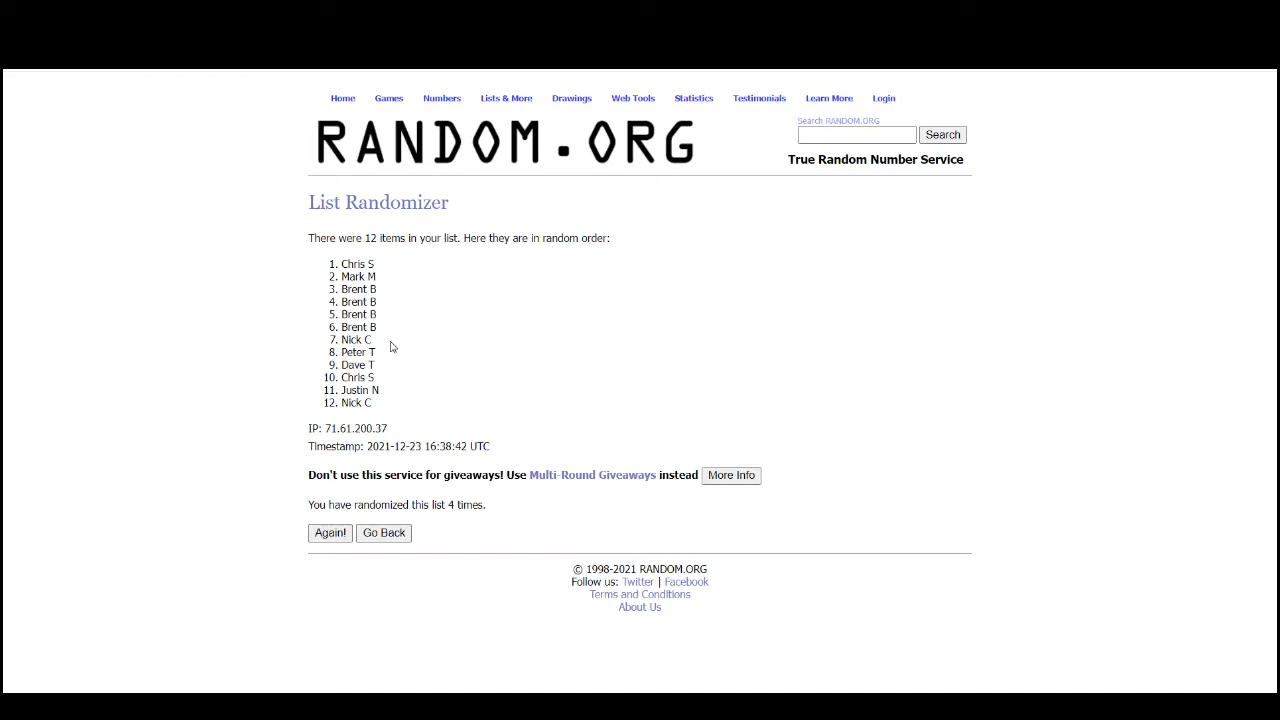 Home Games Numbers Lists & More Drawings Web Tools Statistics Testimonials Learn More Login
RANDOM.ORG
Search RANDOM.ORG
Search
True Random Number Service
List Randomizer
There were 12 items in your list. Here they are in random order:
1. Chris S
2. Mark M
3. Brent B
4. Brent B
5. Brent B
6. Brent B
7. Nick C
8. Peter T
9. Dave T
10. Chris S
11. Justin N
12. Nick C
IP: 71.61.200.37
Timestamp: 2021-12-23 16:38:42 UTC
Don't use this service for giveaways! Use Multi-Round Giveaways instead More Info
You have randomized this list 4 times.
Again! Go Back
© 1998-2021 RANDOM.ORG
Follow us: Twitter | Facebook
Terms and Conditions
About Us